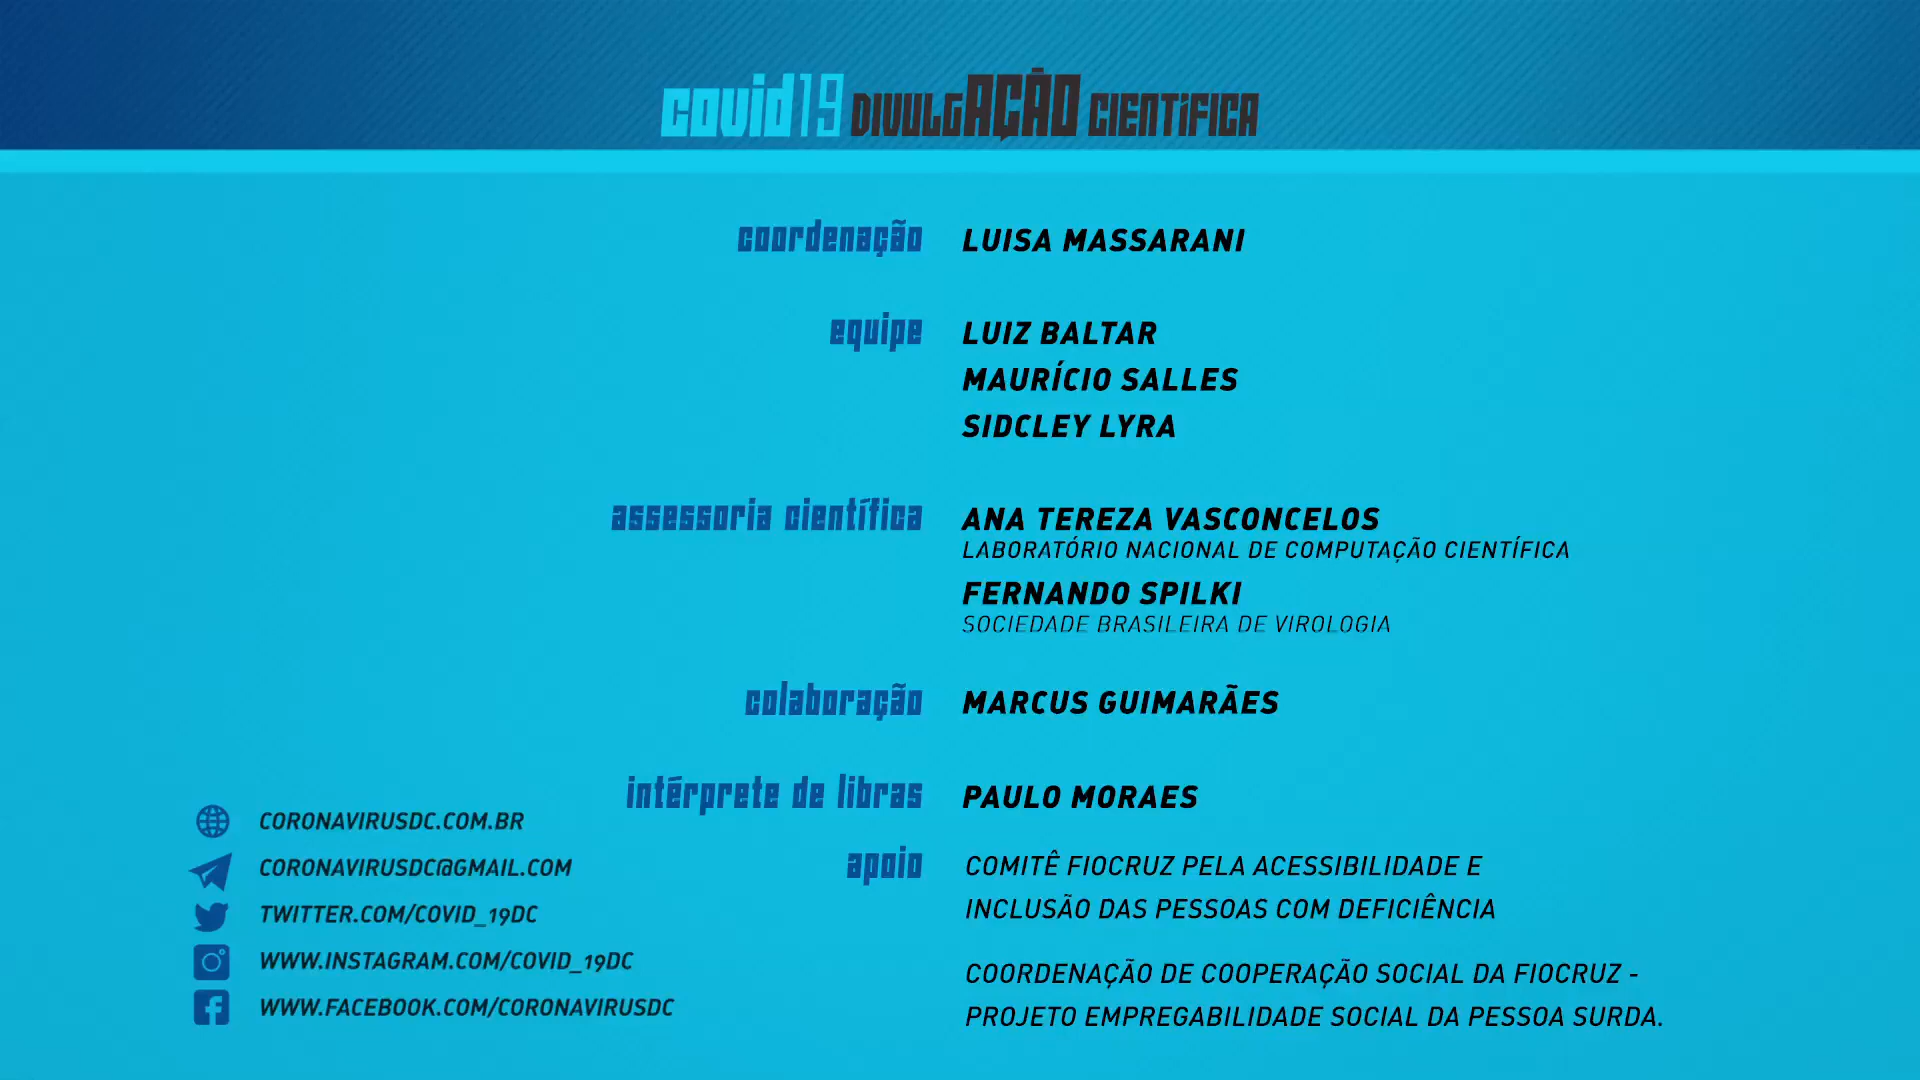 covid19 DIVULGAÇÃO CIENTÍFICA
coordenação LUISA MASSARANI
equipe LUIZ BALTAR
MAURÍCIO SALLES
SIDCLEY LYRA
assessoria científica ANA TEREZA VASCONCELOS
LABORATÓRIO NACIONAL DE COMPUTAÇÃO CIENTÍFICA
FERNANDO SPILKI
SOCIEDADE BRASILEIRA DE VIROLOGIA
colaboração MARCUS GUIMARÃES
intérprete de libras PAULO MORAES
apoio COMITÊ FIOCRUZ PELA ACESSIBILIDADE E
INCLUSÃO DAS PESSOAS COM DEFICIÊNCIA
COORDENAÇÃO DE COOPERAÇÃO SOCIAL DA FIOCRUZ -
PROJETO EMPREGABILIDADE SOCIAL DA PESSOA SURDA.
CORONAVIRUSDC.COM.BR
CORONAVIRUSDC@GMAIL.COM
TWITTER.COM/COVID_19DC
WWW.INSTAGRAM.COM/COVID_19DC
WWW.FACEBOOK.COM/CORONAVIRUSDC